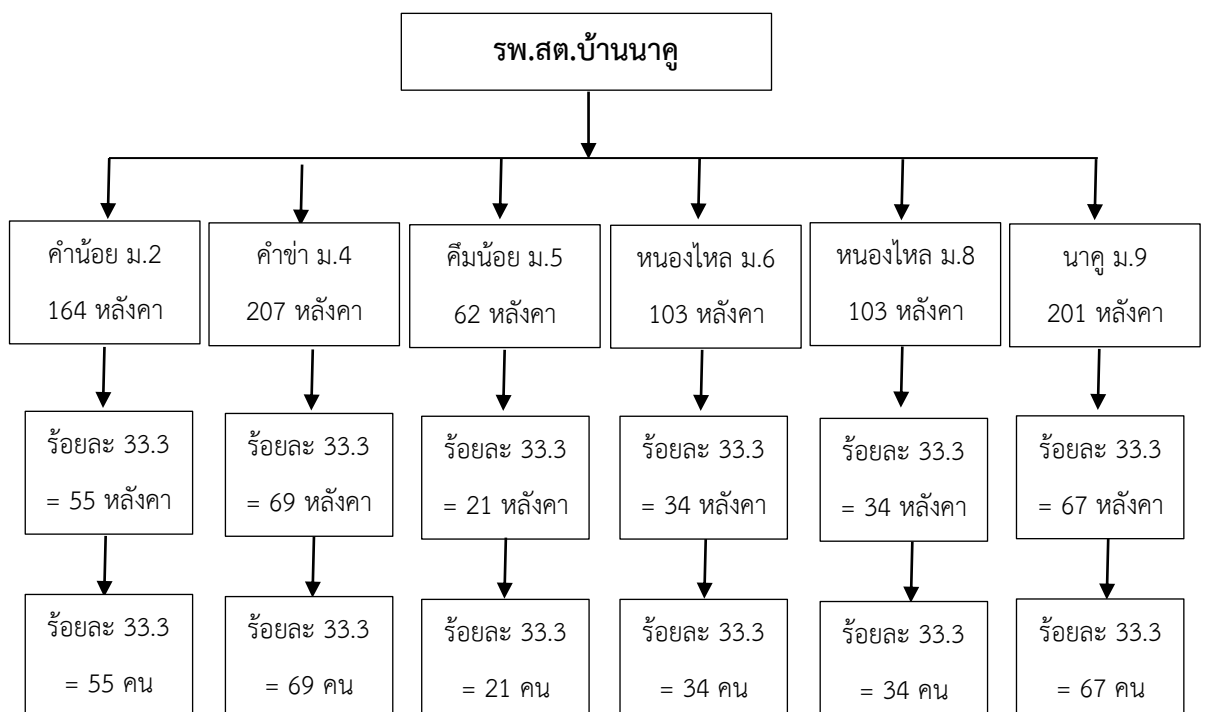 รพ.สต.บ้านนาคู
คำน้อย ม.2
164 หลังคา
คำข่า ม.4
207 หลังคา
คึมน้อย ม.5
62 หลังคา
หนองไหล ม.6
103 หลังคา
หนองไหล ม.8
103 หลังคา
นาคู ม.9
201 หลังคา
ร้อยละ 33.3
= 55 หลังคา
ร้อยละ 33.3
= 69 หลังคา
ร้อยละ 33.3
= 21 หลังคา
ร้อยละ 33.3
= 34 หลังคา
ร้อยละ 33.3
= 34 หลังคา
ร้อยละ 33.3
= 67 หลังคา
ร้อยละ 33.3
= 55 คน
ร้อยละ 33.3
= 69 คน
ร้อยละ 33.3
= 21 คน
ร้อยละ 33.3
= 34 คน
ร้อยละ 33.3
= 34 คน
ร้อยละ 33.3
= 67 คน